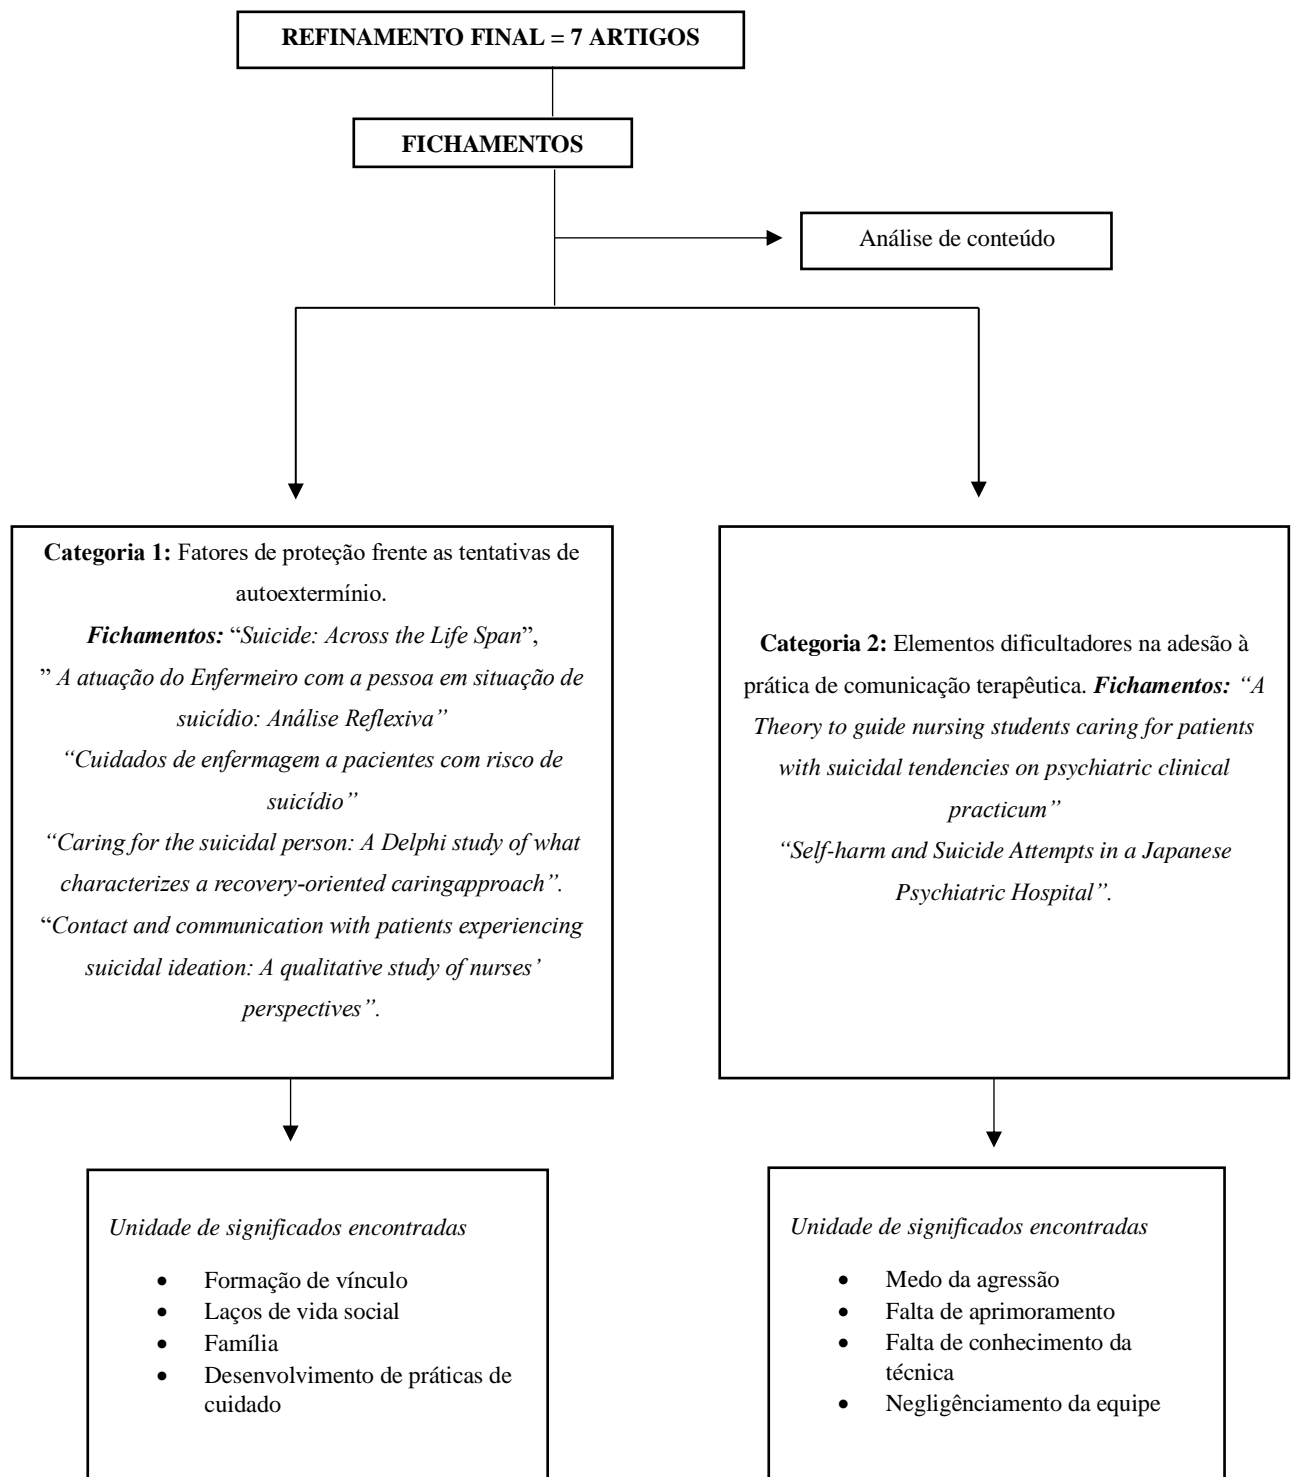 REFINAMENTO FINAL = 7 ARTIGOS
FICHAMENTOS
Análise de conteúdo
Categoria 1: Fatores de proteção frente as tentativas de
autoextermínio.
Fichamentos: “Suicide: Across the Life Span”,
” A atuação do Enfermeiro com a pessoa em situação de
suicídio: Análise Reflexiva”
“Cuidados de enfermagem a pacientes com risco de
suicídio”
“Caring for the suicidal person: A Delphi study of what
characterizes a recovery-oriented caringapproach”.
“Contact and communication with patients experiencing
suicidal ideation: A qualitative study of nurses’
perspectives”.
Categoria 2: Elementos dificultadores na adesão à
prática de comunicação terapêutica. Fichamentos: “A
Theory to guide nursing students caring for patients
with suicidal tendencies on psychiatric clinical
practicum”
“Self-harm and Suicide Attempts in a Japanese
Psychiatric Hospital”.
Unidade de significados encontradas
• Formação de vínculo
• Laços de vida social
• Família
• Desenvolvimento de práticas de
cuidado
Unidade de significados encontradas
• Medo da agressão
• Falta de aprimoramento
• Falta de conhecimento da
técnica
• Negligênciamento da equipe